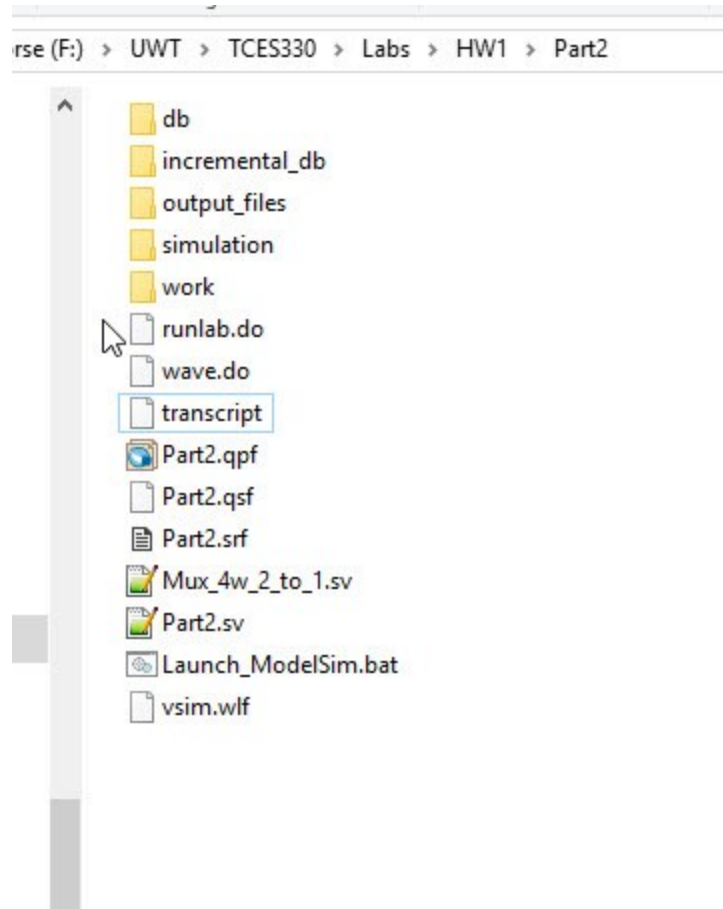 rse (F:) > UWT > TCES330 > Labs > HW1 > Part2
db
incremental_db
output_files
simulation
work
runlab.do
wave.do
transcript
Part2.qpf
Part2.qsf
Part2.srf
Mux_4w_2_to_1.sv
Part2.sv
Launch_ModelSim.bat
vsim.wlf